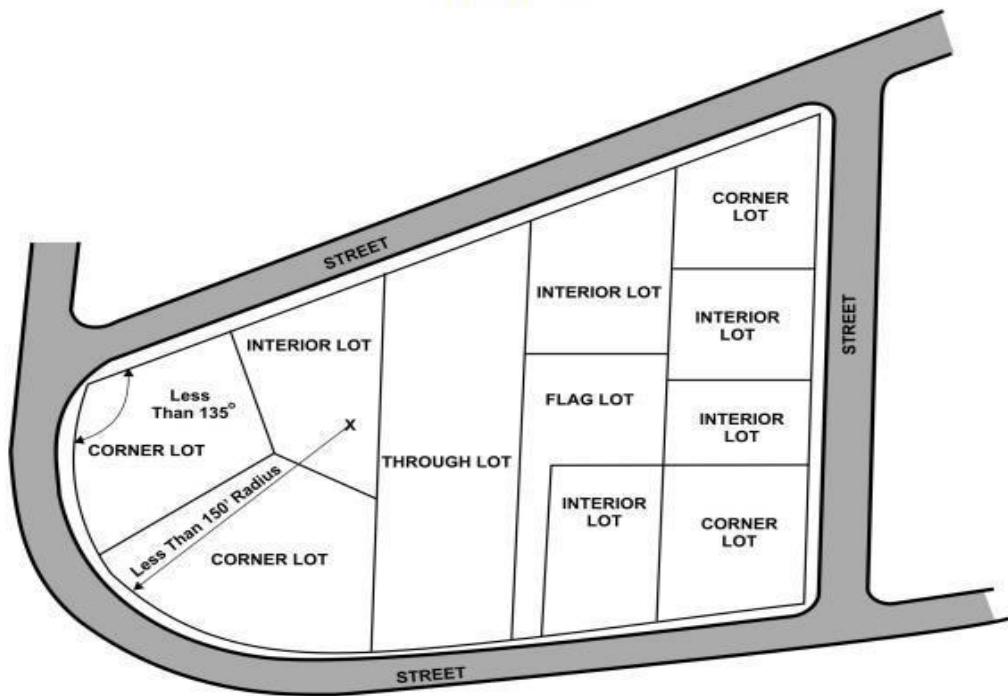 CORNER
LOT
STREET
INTERIOR LOT
INTERIOR
LOT
INTERIOR LOT
STREET
Less
Than 135°
FLAG LOT
INTERIOR
LOT
X
CORNER LOT
THROUGH LOT
Less Than 150' Radius
INTERIOR
LOT
CORNER
LOT
CORNER LOT
STREET